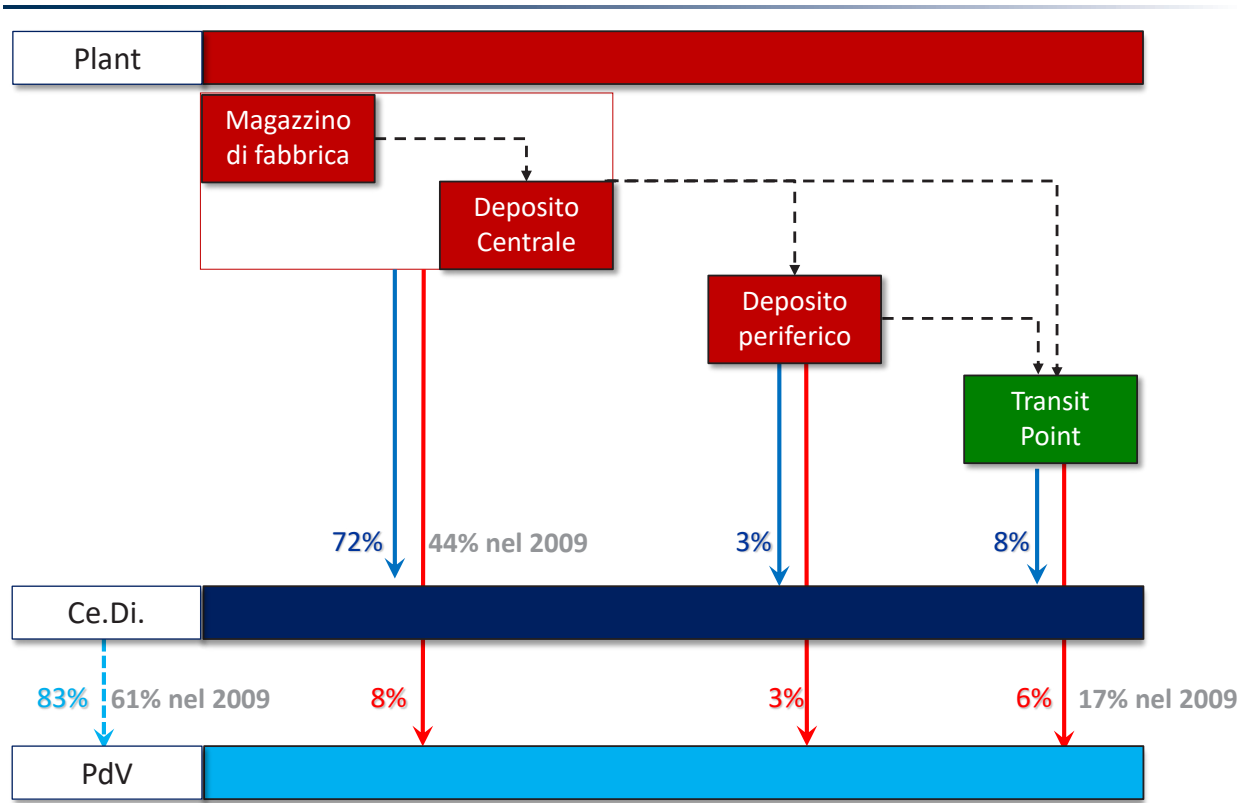 Plant
Magazzino
di fabbrica
Deposito
Centrale
Deposito
periferico
Transit
Point
72%
44% nel 2009
3%
8%
Ce.Di.
83%
61% nel 2009
8%
3%
6%
17% nel 2009
PdV